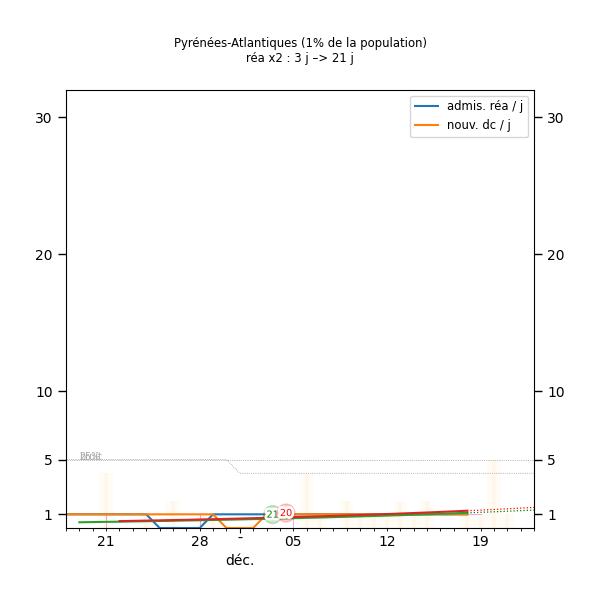 Pyrénées-Atlantiques (1% de la population)
réa x2 : 3 j –> 21 j
admis. réa / j
nouv. dc / j
30 30
20 20
10 10
5 5
1 1
21 20
21 28 - 05 12 19
déc.